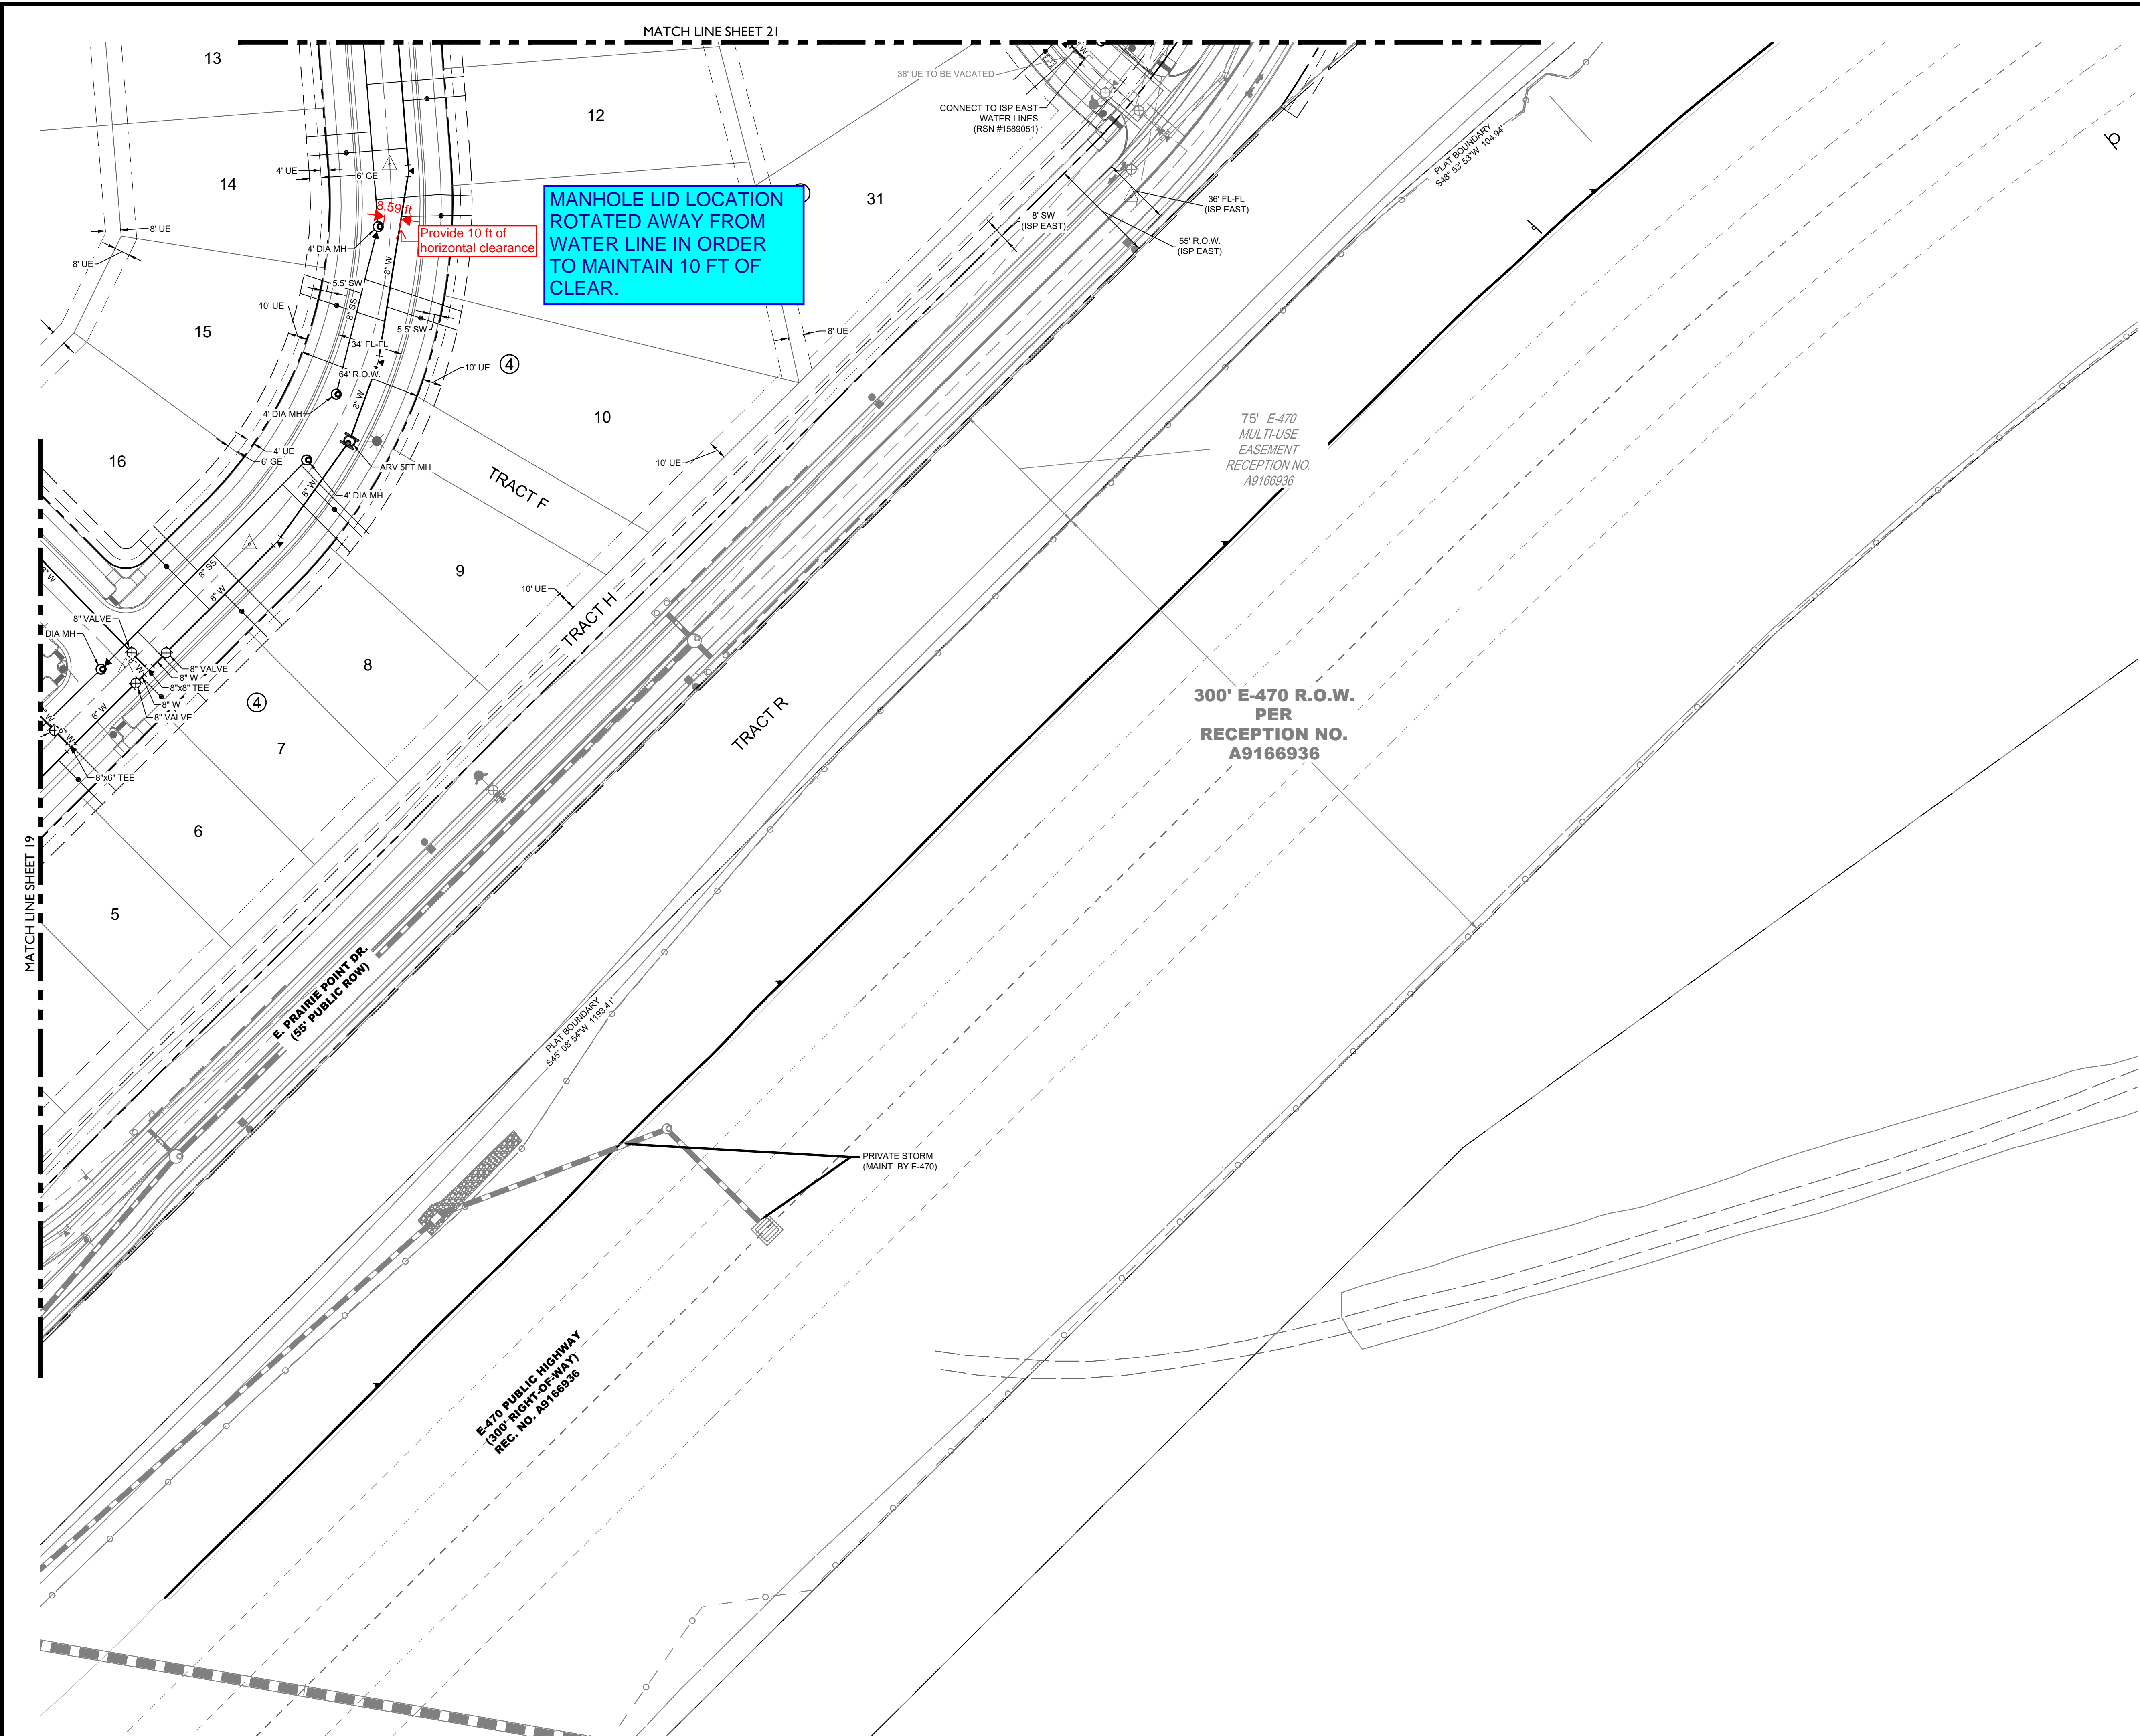 MATCH LINE SHEET 21
13
12
14
15
16
31
10
9
8
7
6
5
38' UE TO BE VACATED
CONNECT TO ISP EAST
WATER LINES
(RSN #1589051)
PLAT BOUNDARY
S48° 53' 53"W 104.94'
4' UE
6' GE
8.59 ft
4' DIA MH
Provide 10 ft of
horizontal clearance
MANHOLE LID LOCATION
ROTATED AWAY FROM
WATER LINE IN ORDER
TO MAINTAIN 10 FT OF
CLEAR.
36' FL-FL
(ISP EAST)
8' SW
(ISP EAST)
55' R.O.W.
(ISP EAST)
8' UE
8' UE
8" W
5.5' SW
10' UE
8" SS
5.5' SW
34' FL-FL
8' UE
64' R.O.W.
10' UE
4
8" W
4' DIA MH
75' E-470
MULTI-USE
EASEMENT
RECEPTION NO.
A9166936
4' UE
6' GE
ARV 5FT MH
10' UE
TRACT F
4' DIA MH
8" W
8" SS
8" W
8" W
10' UE
TRACT H
8" VALVE
DIA MH
8" VALVE
8" W
8" W
8"x8" TEE
8" W
8" VALVE
4
8" W
6" W
8"x6" TEE
TRACT R
300' E-470 R.O.W.
PER
RECEPTION NO.
A9166936
MATCH LINE SHEET 19
E. PRAIRIE POINT DR.
(55' PUBLIC ROW)
PLAT BOUNDARY
S45° 08' 54"W 1193.41'
PRIVATE STORM
(MAINT. BY E-470)
E-470 PUBLIC HIGHWAY
(300' RIGHT-OF-WAY)
REC. NO. A9166936